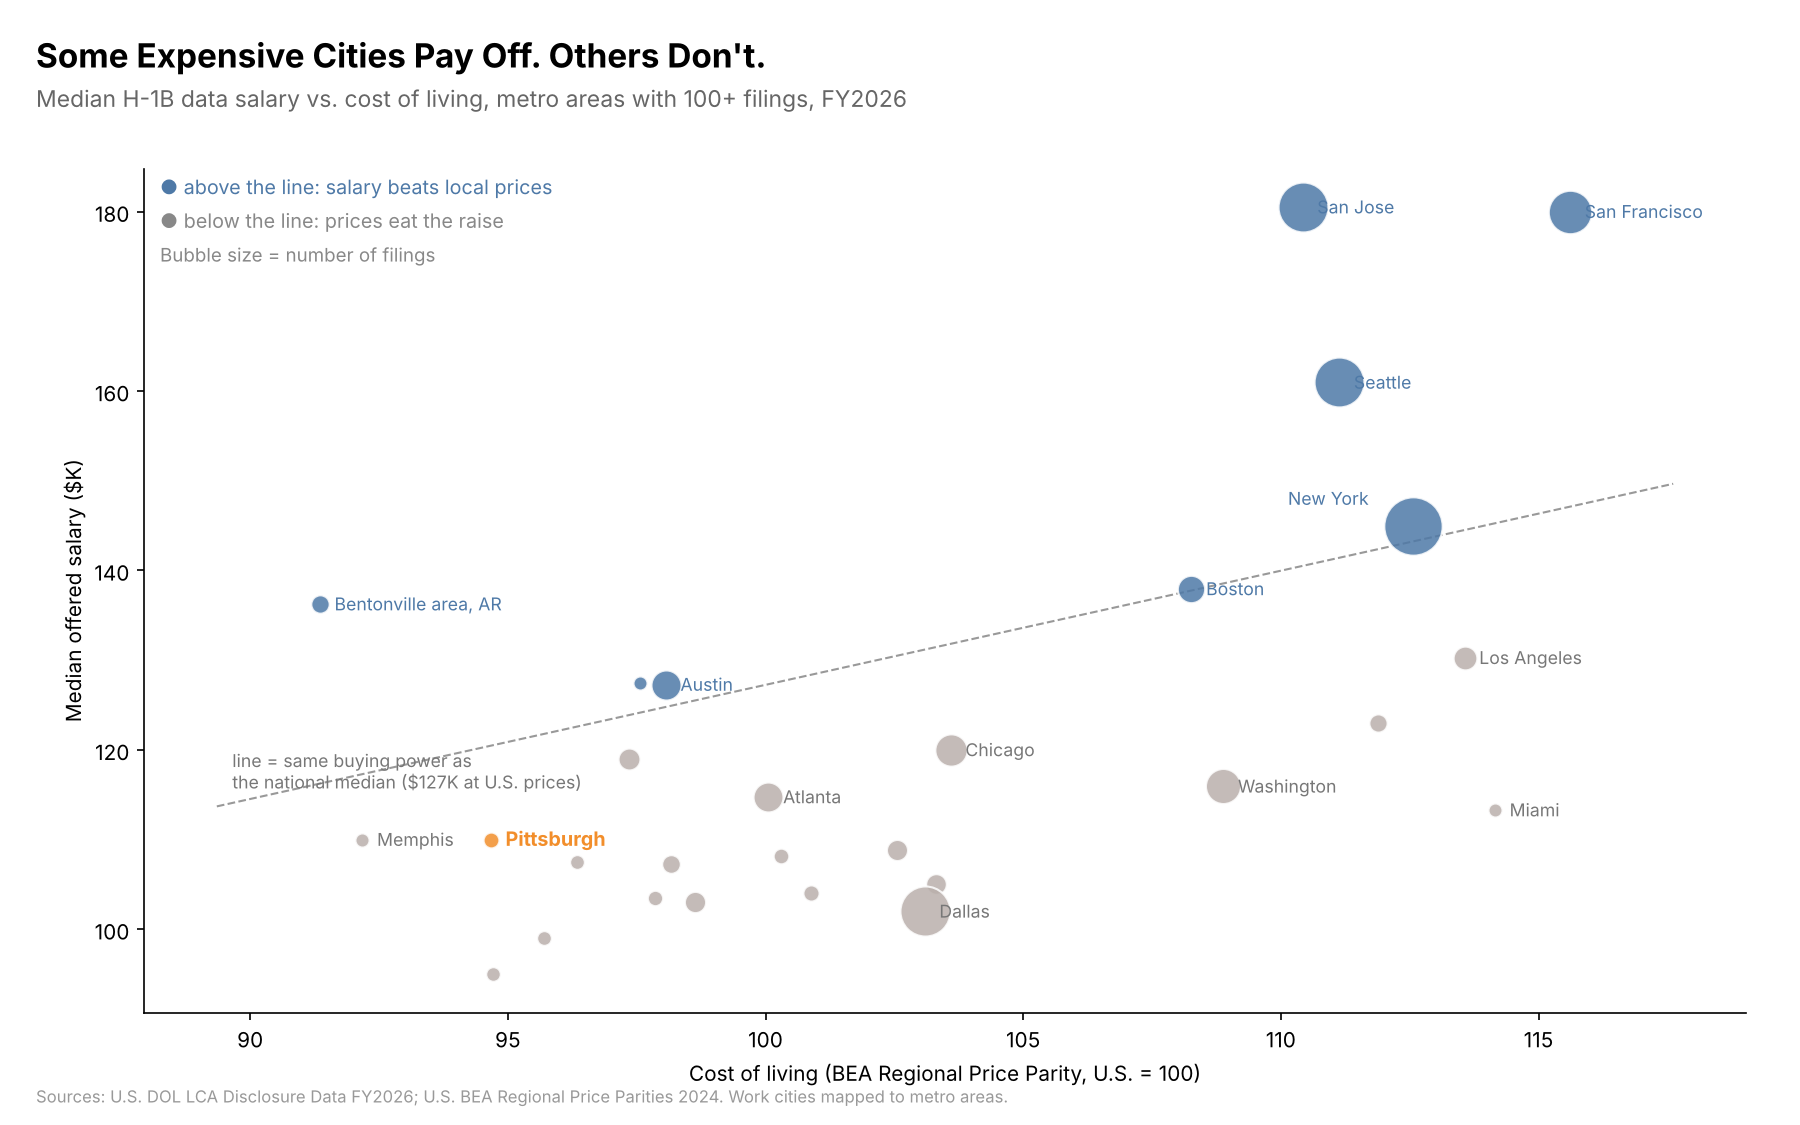 Some Expensive Cities Pay Off. Others Don't.
Median H-1B data salary vs. cost of living, metro areas with 100+ filings, FY2026
above the line: salary beats local prices
below the line: prices eat the raise
Bubble size = number of filings
180
160
140
120
100
Median offered salary ($K)
San Jose
San Francisco
Seattle
New York
Boston
Bentonville area, AR
Los Angeles
Austin
line = same buying power as
the national median ($127K at U.S. prices)
Chicago
Washington
Atlanta
Miami
Memphis
Pittsburgh
Dallas
90
95
100
105
110
115
Cost of living (BEA Regional Price Parity, U.S. = 100)
Sources: U.S. DOL LCA Disclosure Data FY2026; U.S. BEA Regional Price Parities 2024. Work cities mapped to metro areas.